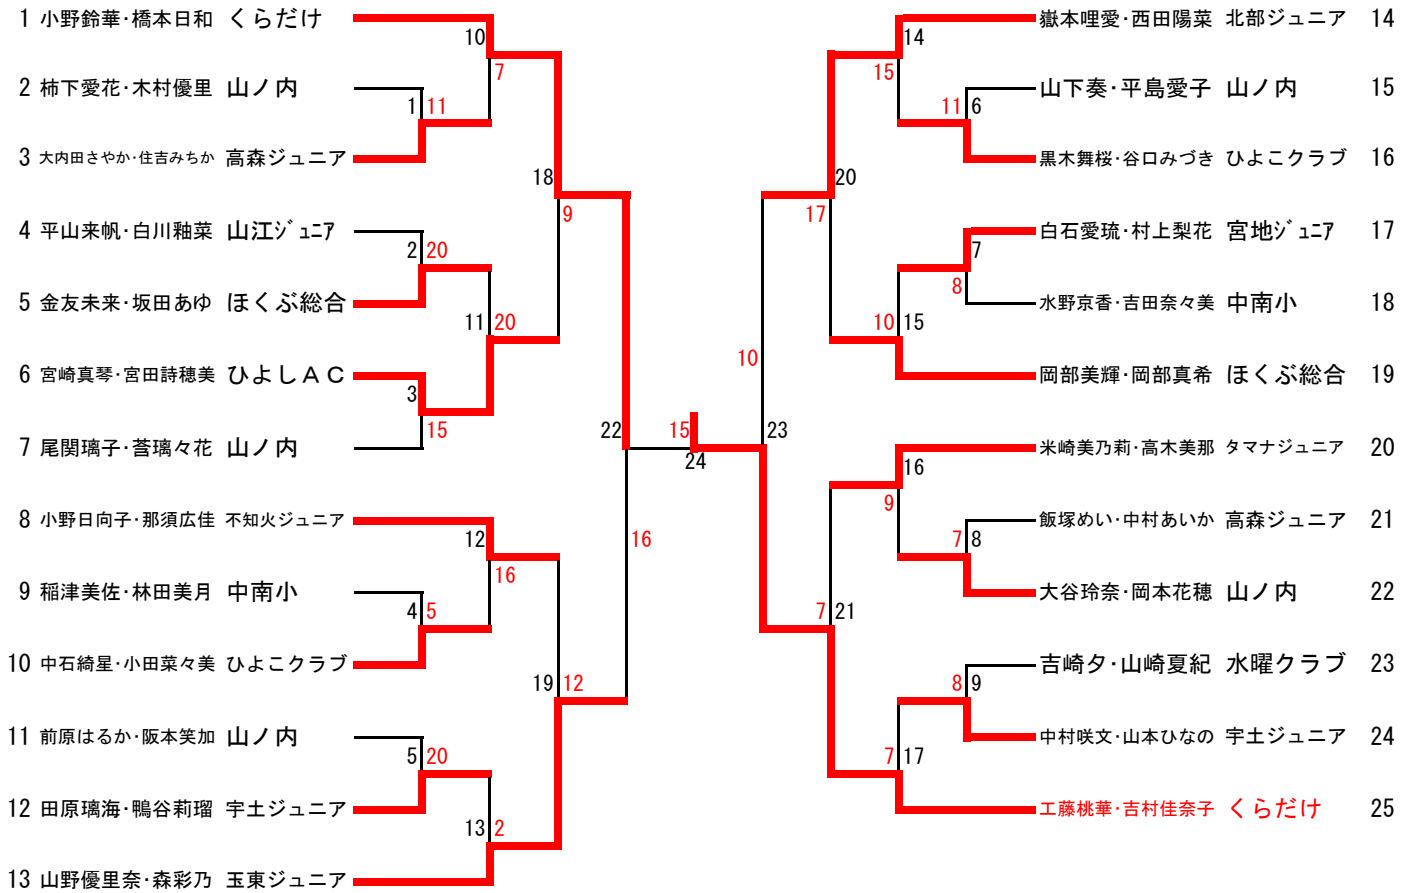 1 小野鈴華・橋本日和 くらだけ
2 柿下愛花・木村優里 山ノ内
3 大内田さやか・住吉みちか 高森ジュニア
4 平山来帆・白川釉菜 山江ジュニア
5 金友未来・坂田あゆ ほくぶ総合
6 宮崎真琴・宮田詩穂美 ひよしＡＣ
7 尾関璃子・蓍璃々花 山ノ内
8 小野日向子・那須広佳 不知火ジュニア
9 稲津美佐・林田美月 中南小
10 中石綺星・小田菜々美 ひよこクラブ
11 前原はるか・阪本笑加 山ノ内
12 田原璃海・鴨谷莉瑠 宇土ジュニア
13 山野優里奈・森彩乃 玉東ジュニア
10
7
1 11
18
9
2 20
11 20
3
15
22
12
16
4 5
16
19 12
5 20
13 2
15
24
10
23
14
15
11 6
20
17
7
8
10 15
16
9
7 8
7 21
8 9
7 17
嶽本哩愛・西田陽菜 北部ジュニア 14
山下奏・平島愛子 山ノ内 15
黒木舞桜・谷口みづき ひよこクラブ 16
白石愛琉・村上梨花 宮地ジュニア 17
水野京香・吉田奈々美 中南小 18
岡部美輝・岡部真希 ほくぶ総合 19
米崎美乃莉・高木美那 タマナジュニア 20
飯塚めい・中村あいか 高森ジュニア 21
大谷玲奈・岡本花穂 山ノ内 22
吉崎夕・山崎夏紀 水曜クラブ 23
中村咲文・山本ひなの 宇土ジュニア 24
工藤桃華・吉村佳奈子 くらだけ 25